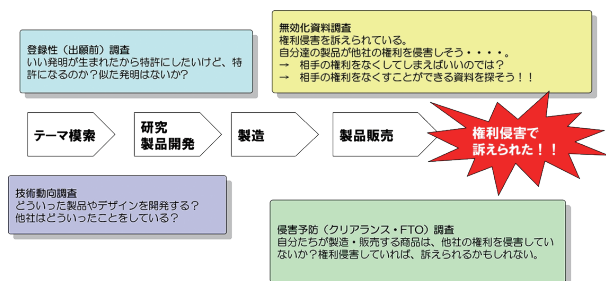 登録性（出願前）調査
いい発明が生まれたから特許にしたいけど、特
許になるのか？似た発明はないか？
無効化資料調査
権利侵害を訴えられている。
自分達の製品が他社の権利を侵害しそう・・・・。
→ 相手の権利をなくしてしまえばいいのでは？
→ 相手の権利をなくすことができる資料を探そう！！
テーマ模索
研究
製品開発
製造
製品販売
権利侵害で
訴えられた！！
技術動向調査
どういった製品やデザインを開発する？
他社はどういったことをしている？
侵害予防（クリアランス・FTO）調査
自分たちが製造・販売する商品は、他社の権利を侵害してい
ないか？権利侵害していれば、訴えられるかもしれない。